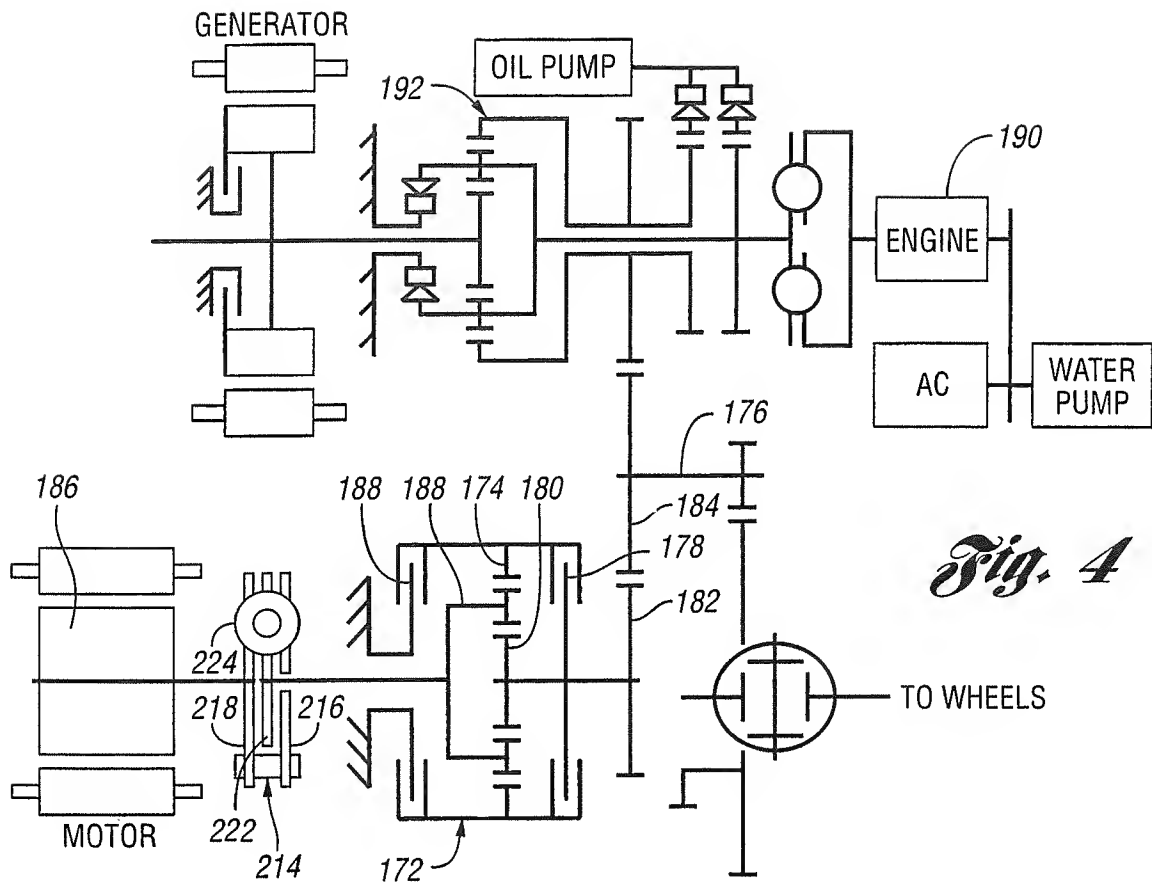 GENERATOR
OIL PUMP
192
190
ENGINE
AC
WATER
PUMP
176
186
188
188
174
180
184
178
182
Fig. 4
224
218
216
TO WHEELS
222
MOTOR
214
172